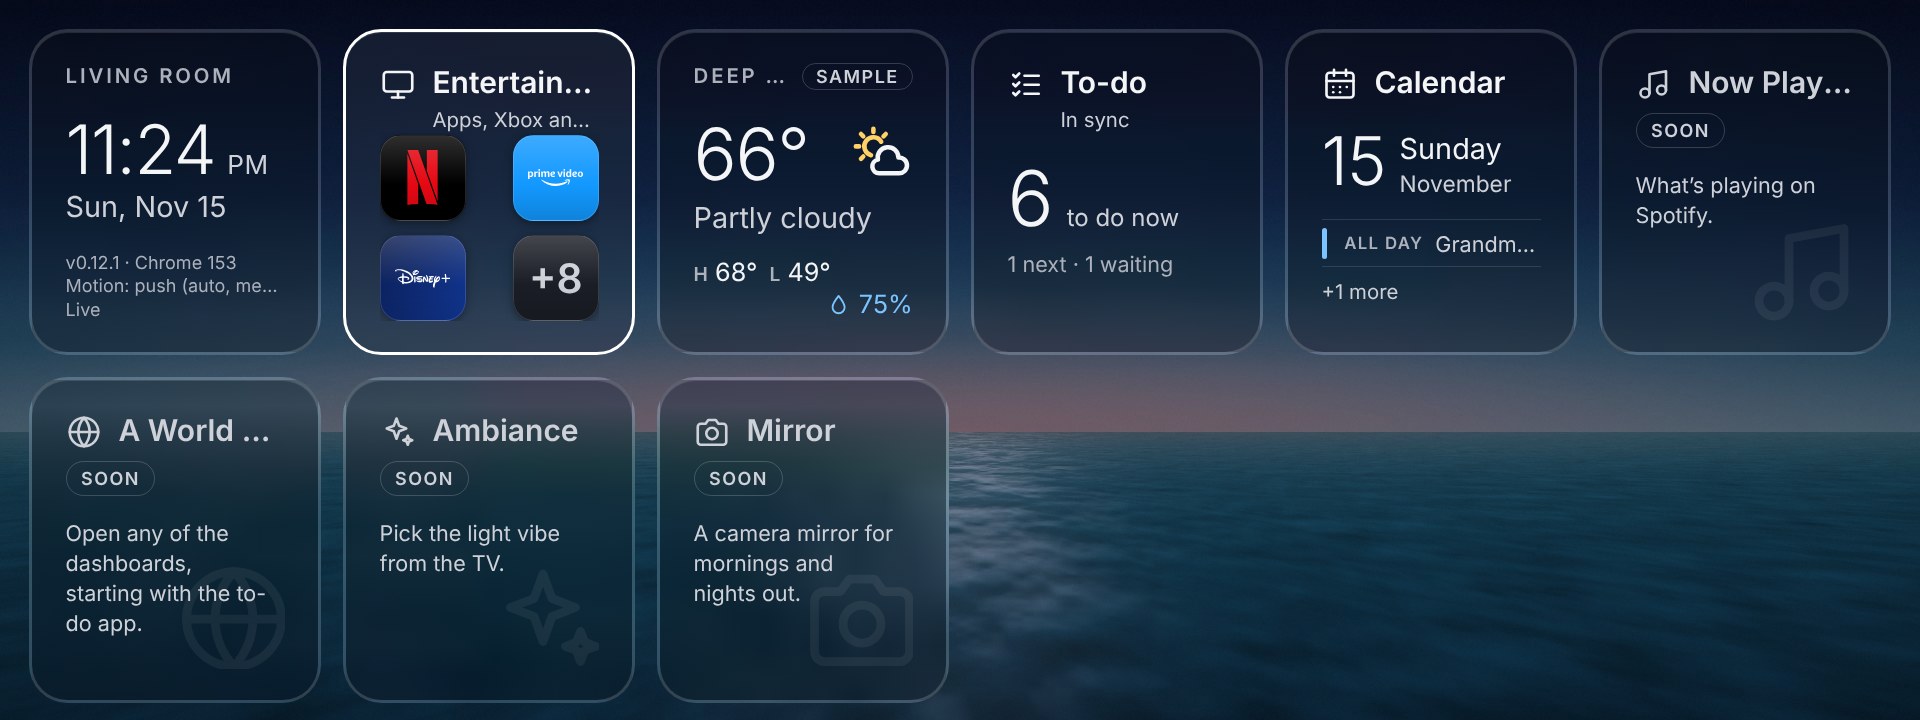 LIVING ROOM
11:24 PM
Sun, Nov 15
v0.12.1 · Chrome 153
Motion: push (auto, me...
Live
Entertain...
Apps, Xbox an...
N
prime video
Disney+
+8
DEEP ... SAMPLE
66°
Partly cloudy
H 68° L 49°
75%
To-do
In sync
6 to do now
1 next · 1 waiting
Calendar
15 Sunday
November
ALL DAY Grandm...
+1 more
Now Play...
SOON
What’s playing on
Spotify.
A World ...
SOON
Open any of the
dashboards,
starting with the to-
do app.
Ambiance
SOON
Pick the light vibe
from the TV.
Mirror
SOON
A camera mirror for
mornings and
nights out.